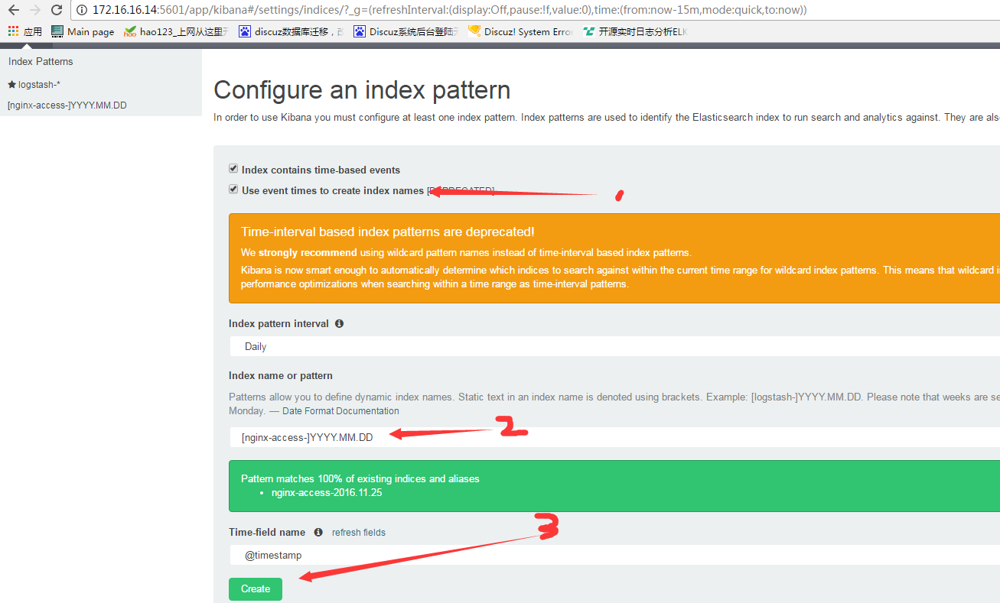 172.16.16.14:5601/app/kibana#/settings/indices/?_g=(refreshInterval:(display:Off,pause:!f,value:0),time:(from:now-15m,mode:quick,to:now))
应用 Main page hao123_上网从这里开 discuz数据库迁移，改 Discuz系统后台登陆无 Discuz! System Error 开源实时日志分析ELK
Index Patterns
logstash-*
[nginx-access-]YYYY.MM.DD
Configure an index pattern
In order to use Kibana you must configure at least one index pattern. Index patterns are used to identify the Elasticsearch index to run search and analytics against. They are also
Index contains time-based events
Use event times to create index names [DEPRECATED]
1
Time-interval based index patterns are deprecated!
We strongly recommend using wildcard pattern names instead of time-interval based index patterns.
Kibana is now smart enough to automatically determine which indices to search against within the current time range for wildcard index patterns. This means that wildcard
performance optimizations when searching within a time range as time-interval patterns.
Index pattern interval
Daily
Index name or pattern
Patterns allow you to define dynamic index names. Static text in an index name is denoted using brackets. Example: [logstash-]YYYY.MM.DD. Please note that weeks are se
Monday. — Date Format Documentation
[nginx-access-]YYYY.MM.DD
2
Pattern matches 100% of existing indices and aliases
nginx-access-2016.11.25
3
Time-field name refresh fields
@timestamp
Create